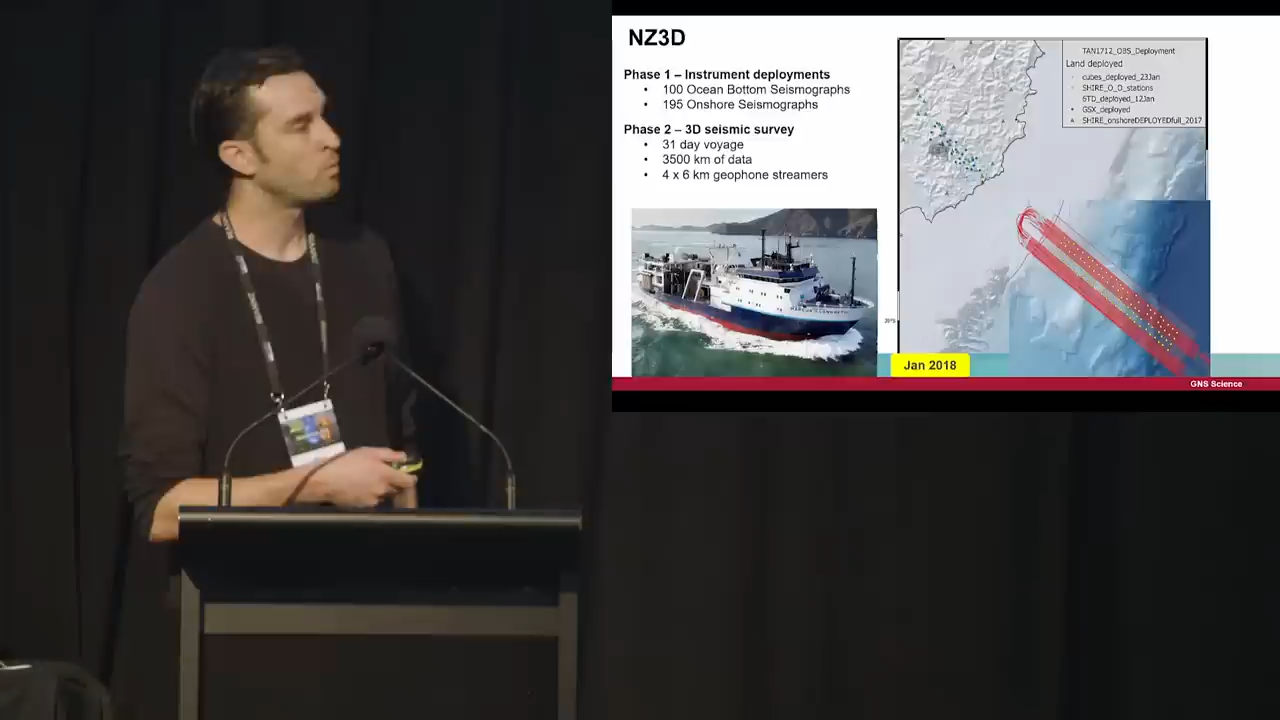 NZ3D
Phase 1 – Instrument deployments
• 100 Ocean Bottom Seismographs
• 195 Onshore Seismographs
Phase 2 – 3D seismic survey
• 31 day voyage
• 3500 km of data
• 4 x 6 km geophone streamers
TAN1712_OBS_Deployment
Land deployed
cubes_deployed_23Jan
SHIRE_O_O_stations
6TD_deployed_12Jan
GSX_deployed
SHIRE_onshoreDEPLOYEDfull_2017
Jan 2018
GNS Science